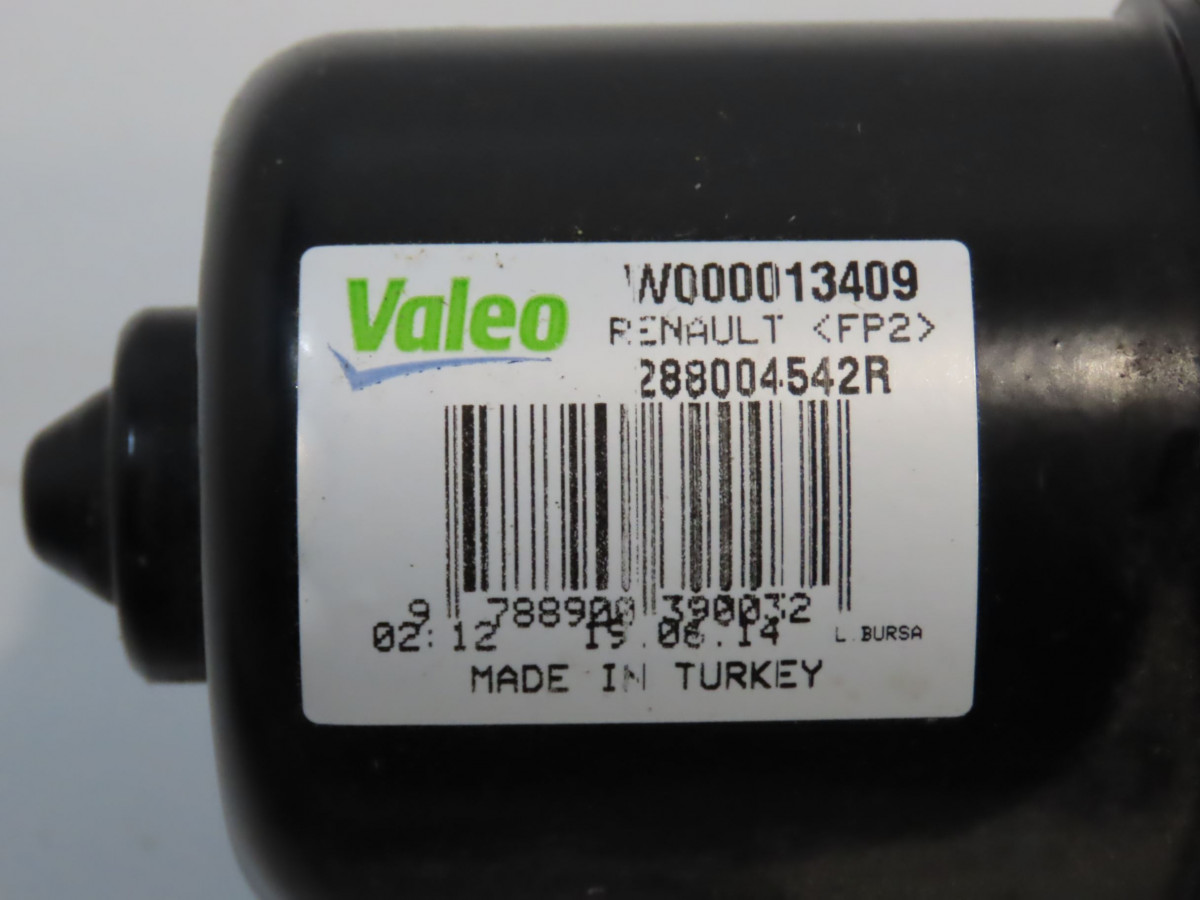 Valeo
W000013409
RENAULT <FP2>
288004542R
9 788900 390032
02:12 19.06.14 L.BURSA
MADE IN TURKEY